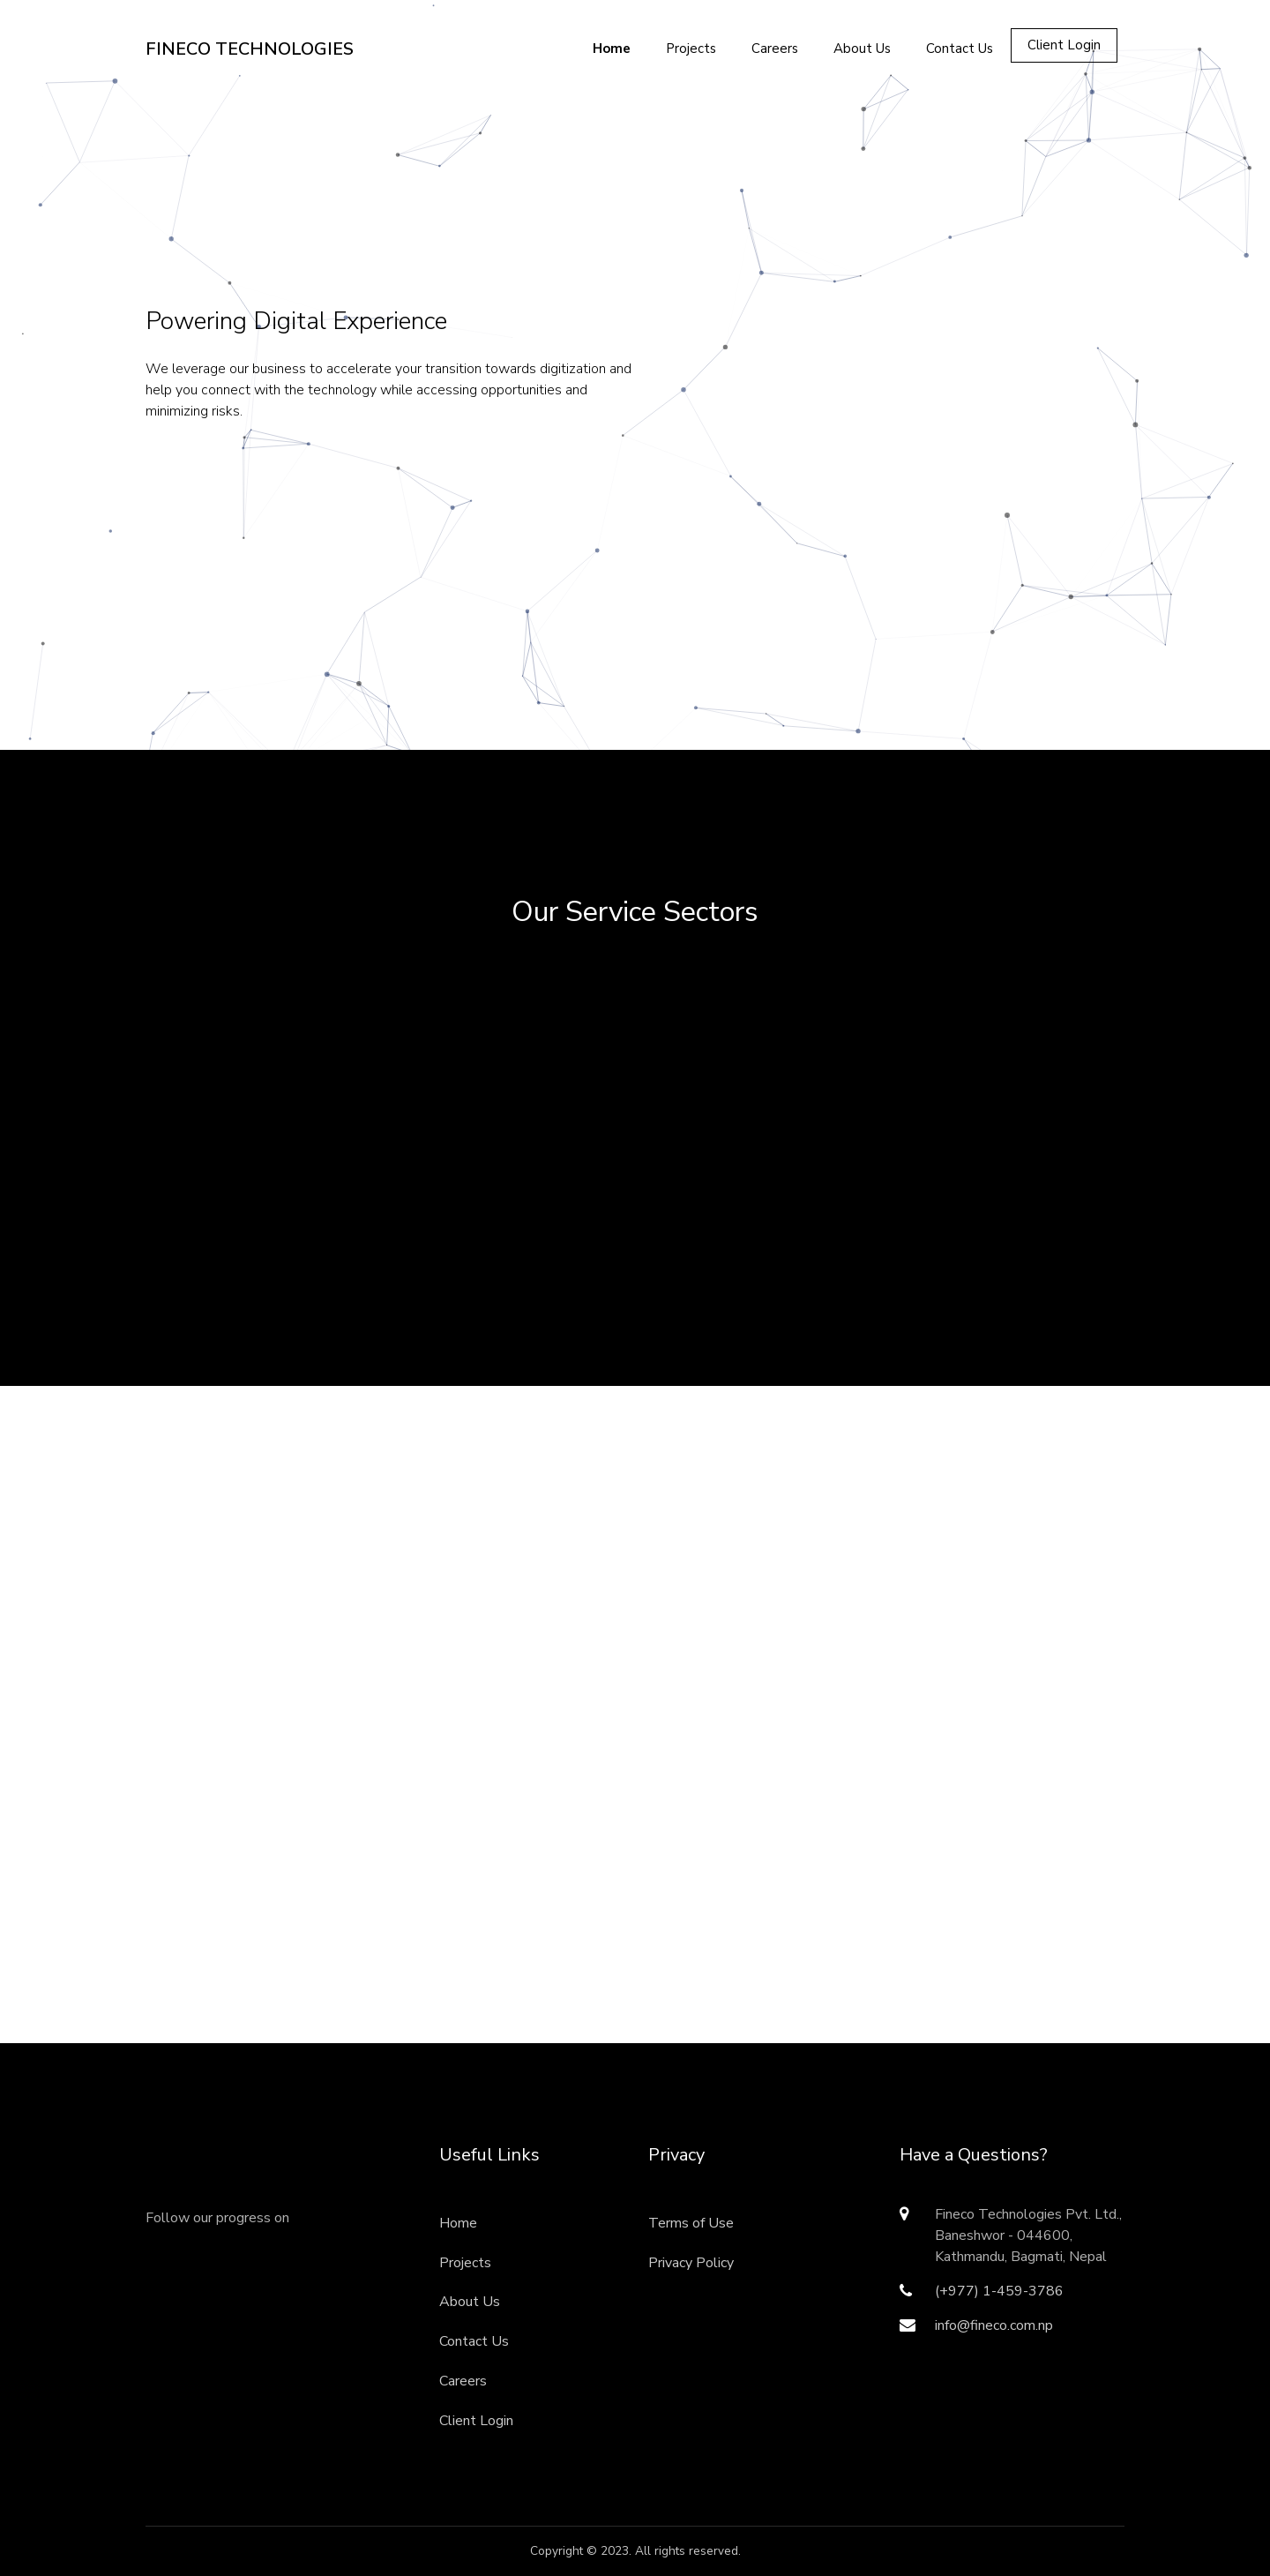 FINECO TECHNOLOGIES
Home Projects Careers About Us Contact Us Client Login
Powering Digital Experience
We leverage our business to accelerate your transition towards digitization and
help you connect with the technology while accessing opportunities and
minimizing risks.
Our Service Sectors
Follow our progress on
Useful Links
Home
Projects
About Us
Contact Us
Careers
Client Login
Privacy
Terms of Use
Privacy Policy
Have a Questions?
Fineco Technologies Pvt. Ltd.,
Baneshwor - 044600,
Kathmandu, Bagmati, Nepal
(+977) 1-459-3786
info@fineco.com.np
Copyright © 2023. All rights reserved.